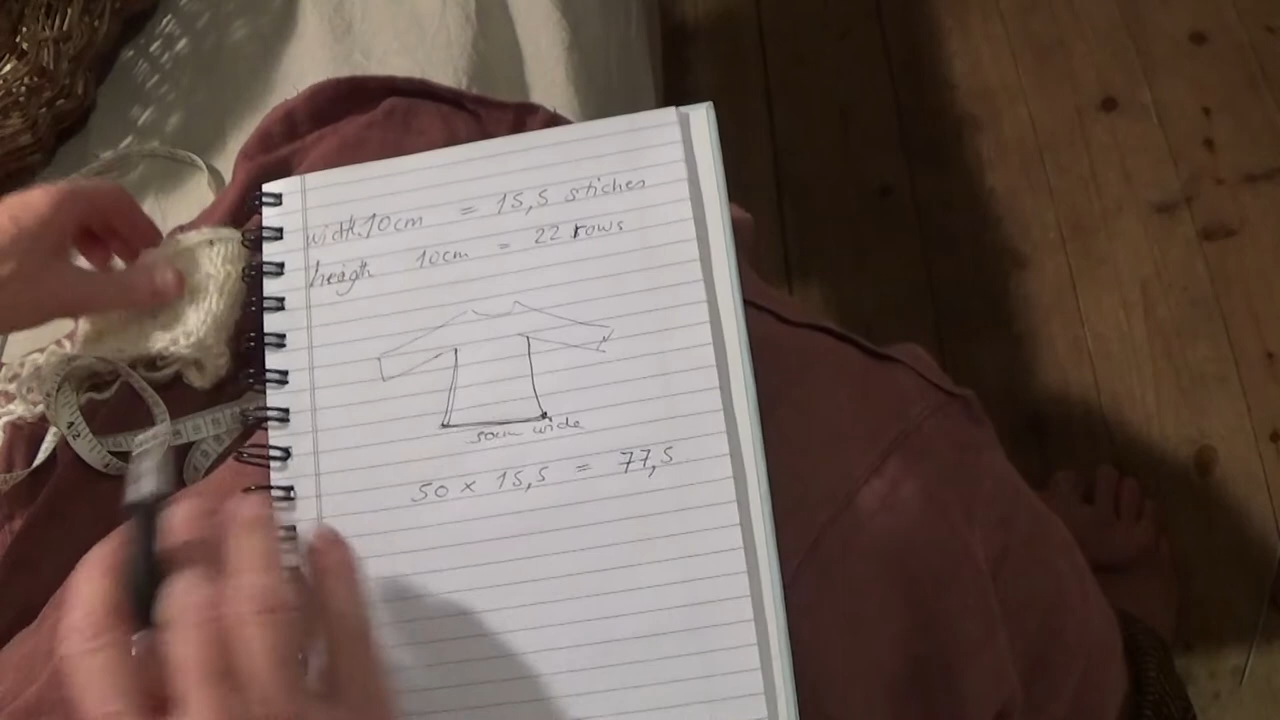 width 10cm = 15,5 stiches
heigth 10cm = 22 rows
50cm wide
50 x 15,5 = 77,5